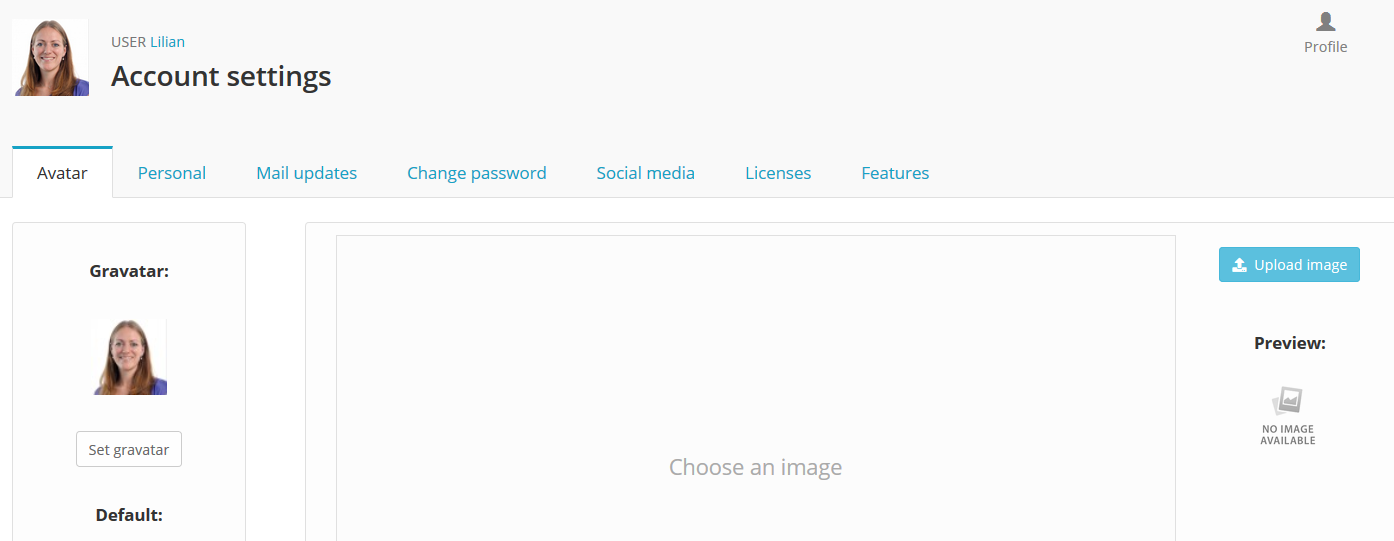 USER Lilian
Account settings
Profile
Avatar Personal Mail updates Change password Social media Licenses Features
Gravatar:
Set gravatar
Default:
Choose an image
Upload image
Preview:
NO IMAGE
AVAILABLE